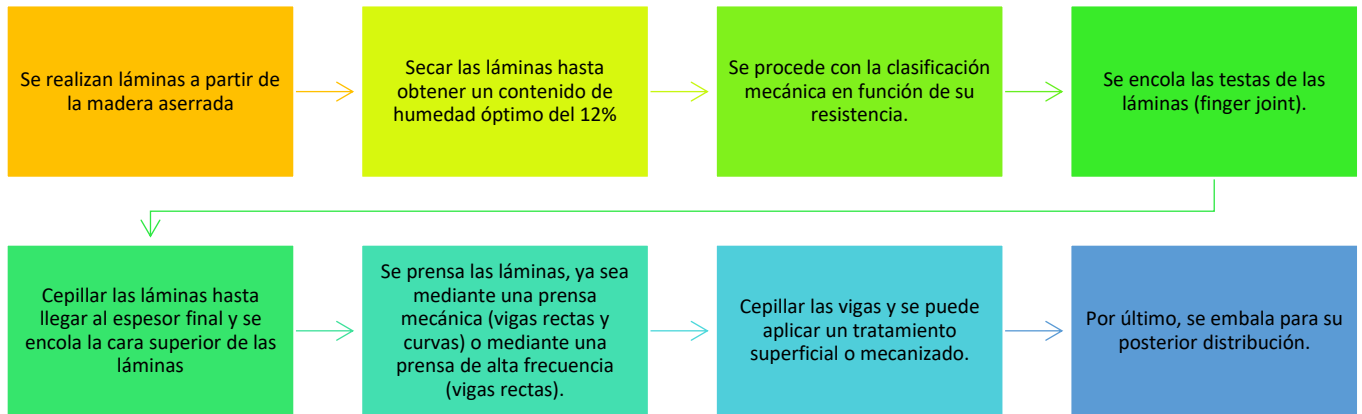 Se realizan láminas a partir de
la madera aserrada
Secar las láminas hasta
obtener un contenido de
humedad óptimo del 12%
Se procede con la clasificación
mecánica en función de su
resistencia.
Se encola las testas de las
láminas (finger joint).
Cepillar las láminas hasta
llegar al espesor final y se
encola la cara superior de las
láminas
Se prensa las láminas, ya sea
mediante una prensa
mecánica (vigas rectas y
curvas) o mediante una
prensa de alta frecuencia
(vigas rectas).
Cepillar las vigas y se puede
aplicar un tratamiento
superficial o mecanizado.
Por último, se embala para su
posterior distribución.